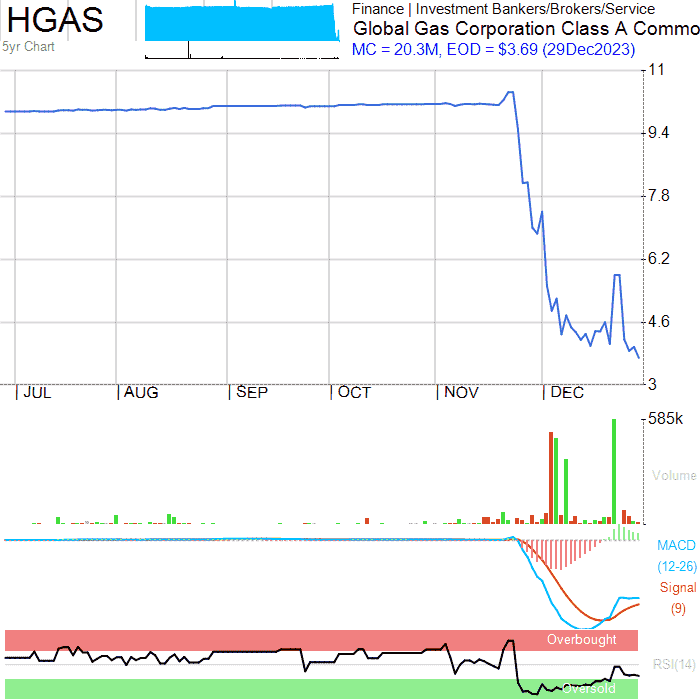 HGAS
5yr Chart
Finance | Investment Bankers/Brokers/Service
Global Gas Corporation Class A Commo
MC = 20.3M, EOD = $3.69 (29Dec2023)
11
9.4
7.8
6.2
4.6
3
JUL
AUG
SEP
OCT
NOV
DEC
585k
Volume
MACD
(12-26)
Signal
(9)
Overbought
RSI(14)
Oversold